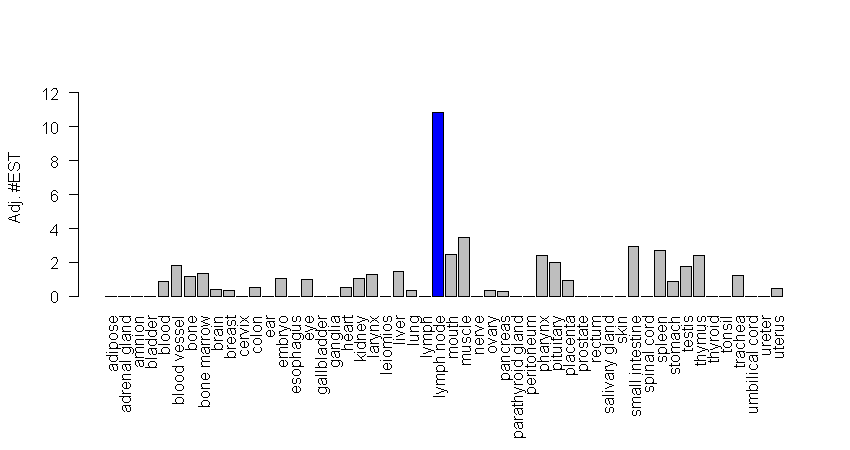 Adj. #EST
12
10
8
6
4
2
0
adipose
adrenal gland
amnion
bladder
blood
blood vessel
bone
bone marrow
brain
breast
cervix
colon
ear
embryo
esophagus
eye
gallbladder
ganglia
heart
kidney
larynx
leiomios
liver
lung
lymph
lymph node
mouth
muscle
nerve
ovary
pancreas
parathyroid gland
peritoneum
pharynx
pituitary
placenta
prostate
rectum
salivary gland
skin
small intestine
spinal cord
spleen
stomach
testis
thymus
thyroid
tonsil
trachea
umbilical cord
ureter
uterus